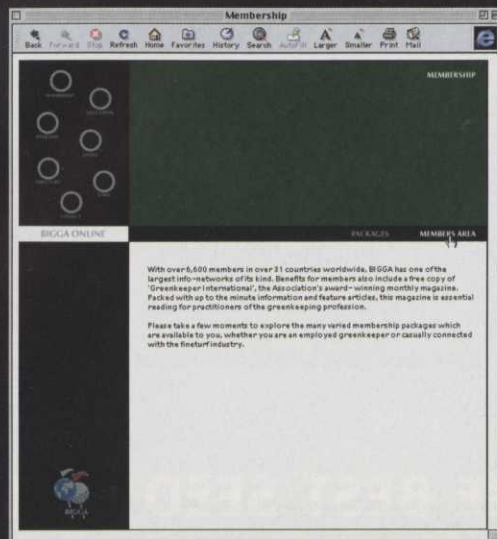 Membership
Back Forward Stop Refresh Home Favorites History Search AutoFill Larger Smaller Print Mail
MEMBERSHIP
BIGGA ONLINE
PACKAGES MEMBERS AREA
With over 6,600 members in over 31 countries worldwide, BIGGA has one of the
largest info-networks of its kind. Benefits for members also include a free copy of
'Greenkeeper International', the Association's award-winning monthly magazine.
Packed with up to the minute information and feature articles, this magazine is essential
reading for practitioners of the greenkeeping profession.
Please take a few moments to explore the many varied membership packages which
are available to you, whether you are an employed greenkeeper or casually connected
with the fineturf industry.
BIGGA